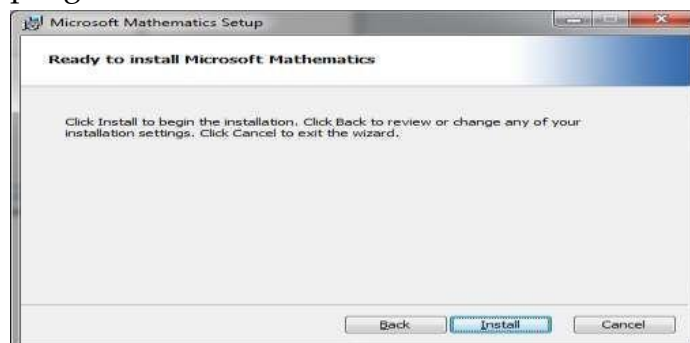 Microsoft Mathematics Setup
Ready to install Microsoft Mathematics
Click Install to begin the installation. Click Back to review or change any of your
installation settings. Click Cancel to exit the wizard.
Back Install Cancel